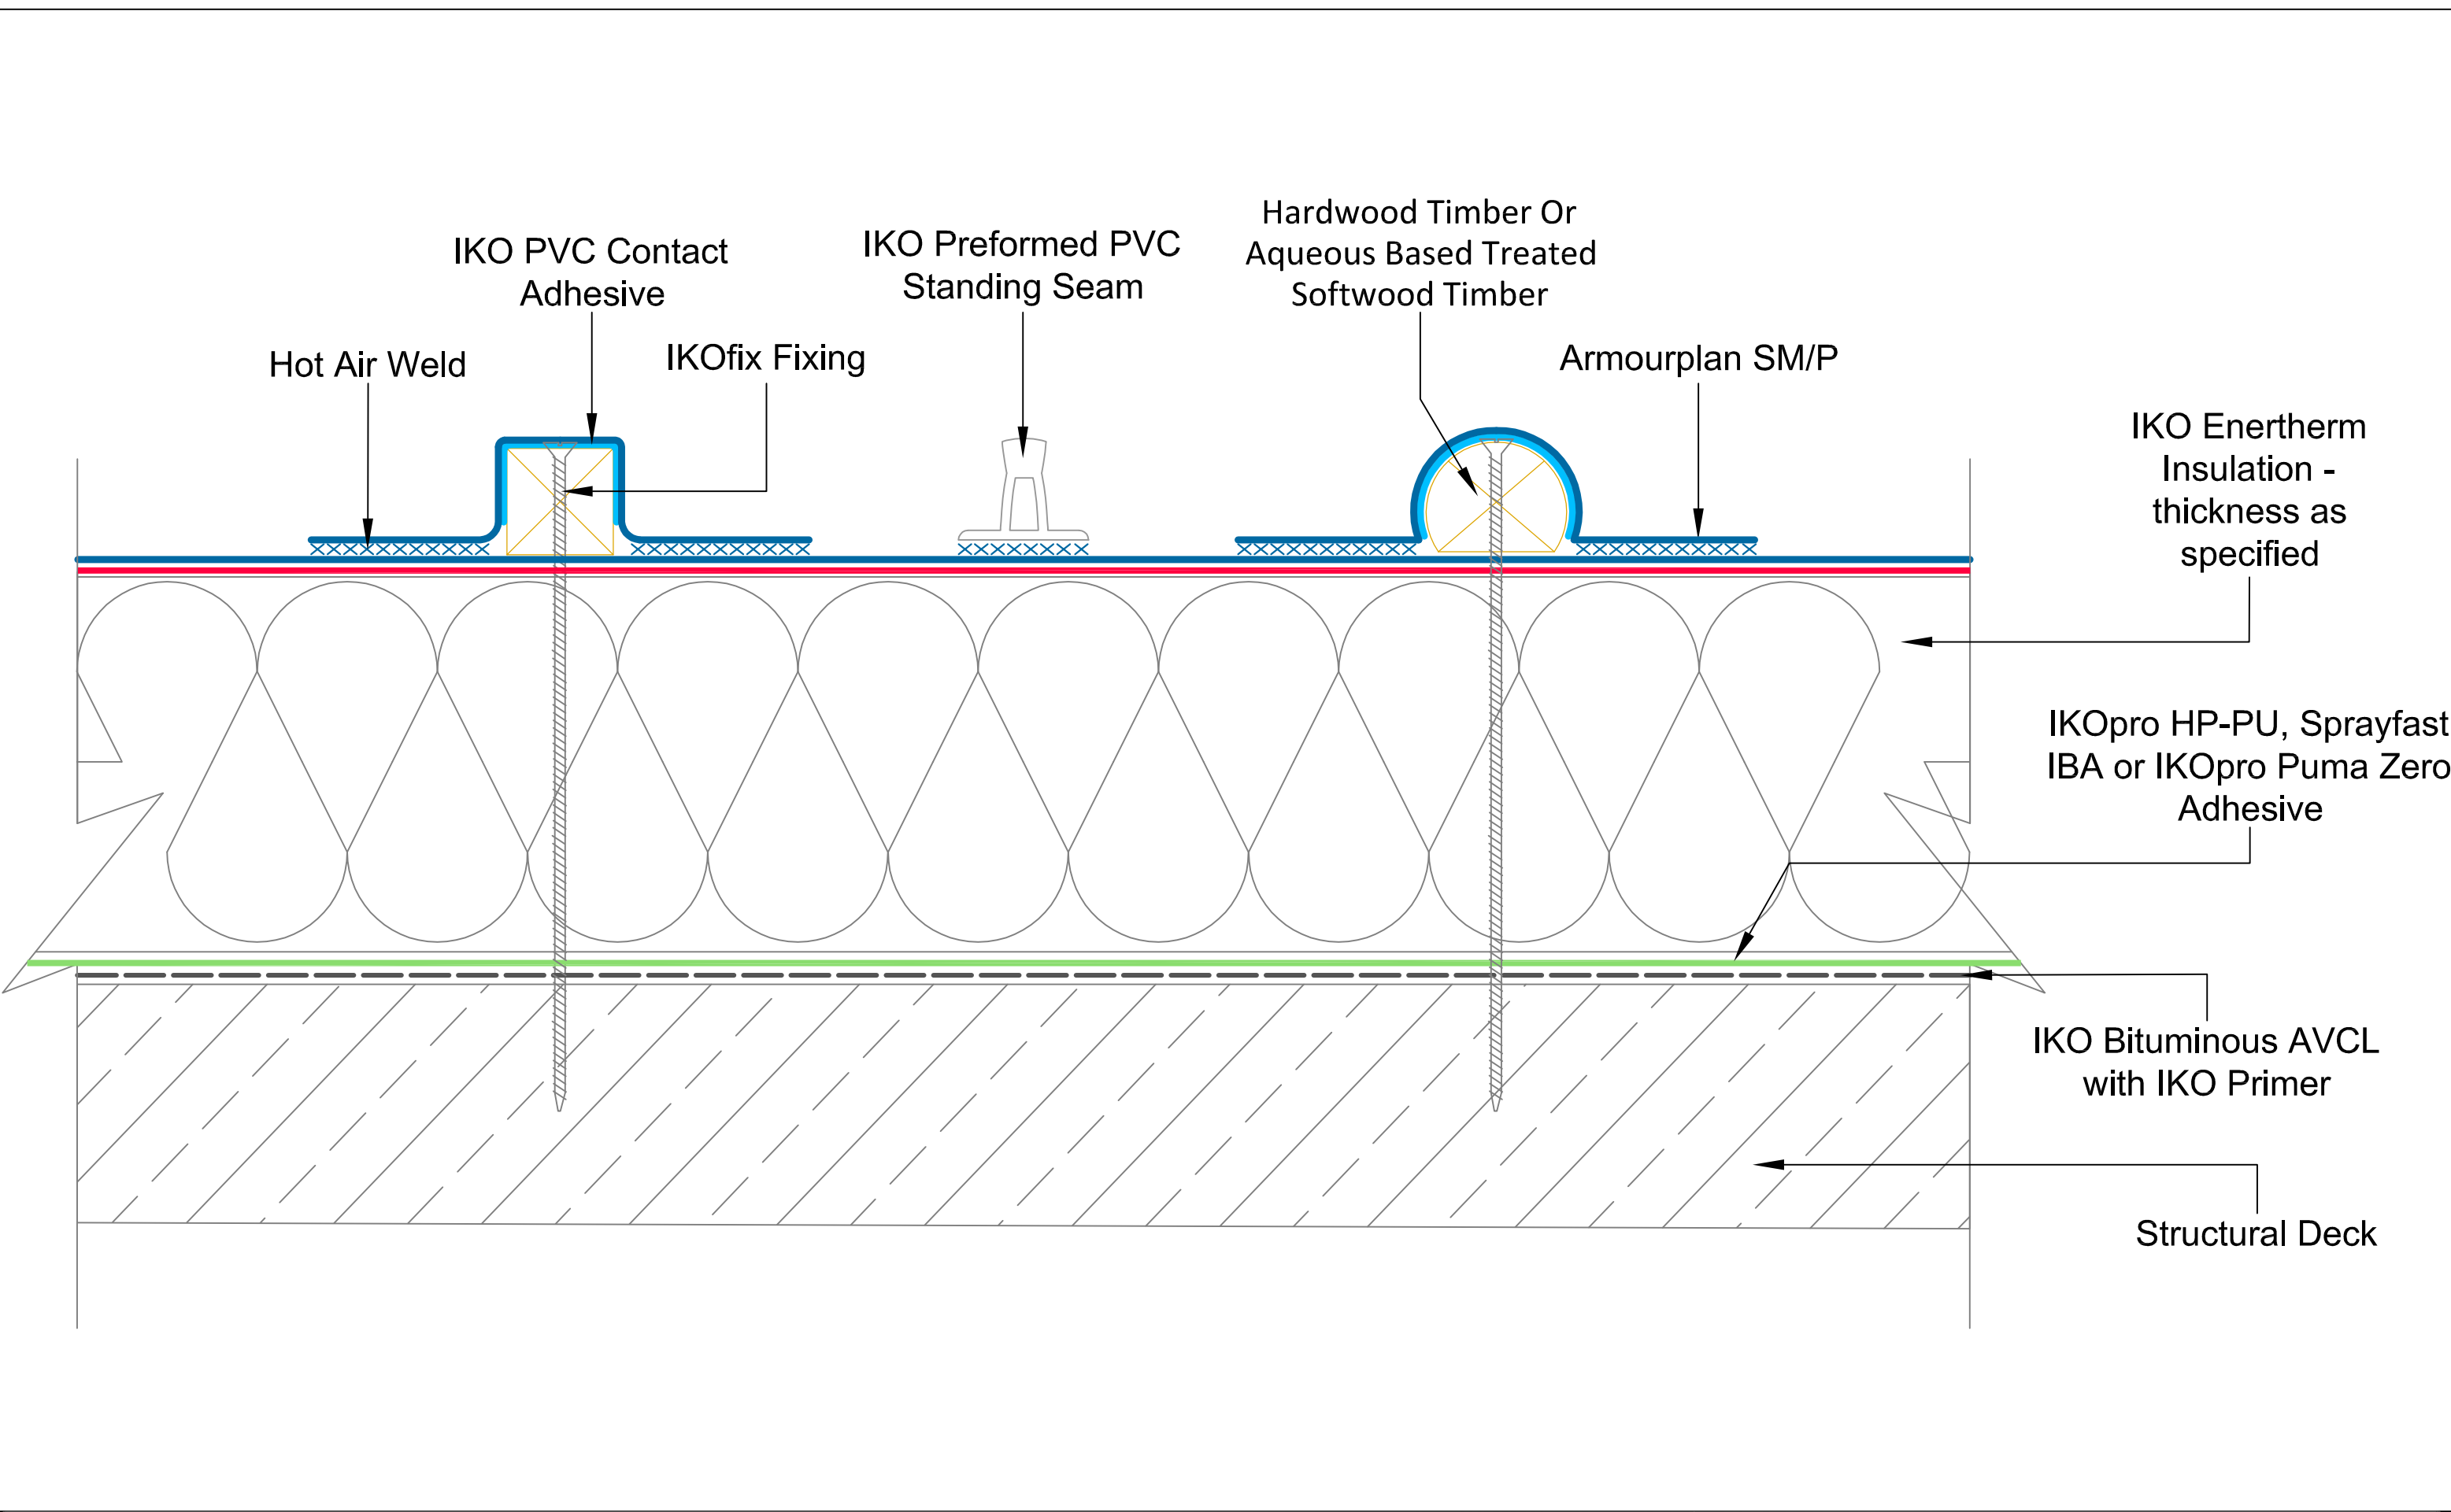 Hardwood Timber Or
Aqueous Based Treated
Softwood Timber
IKO PVC Contact
Adhesive
IKO Preformed PVC
Standing Seam
Hot Air Weld
IKOfix Fixing
Armourplan SM/P
IKO Enertherm
Insulation -
thickness as
specified
IKOpro HP-PU, Sprayfast
IBA or IKOpro Puma Zero
Adhesive
IKO Bituminous AVCL
with IKO Primer
Structural Deck